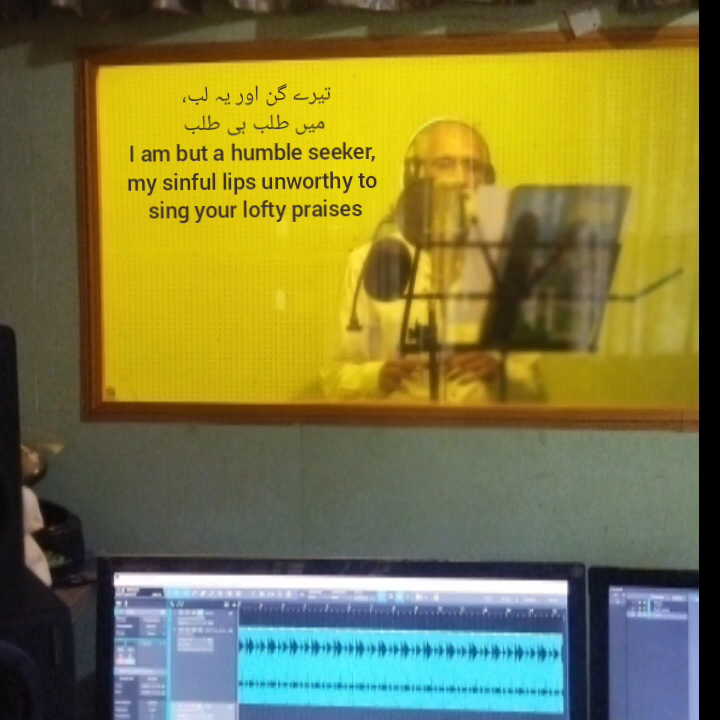 تیرے گن اور یہ لب،
میں طلب ہی طلب
I am but a humble seeker,
my sinful lips unworthy to
sing your lofty praises